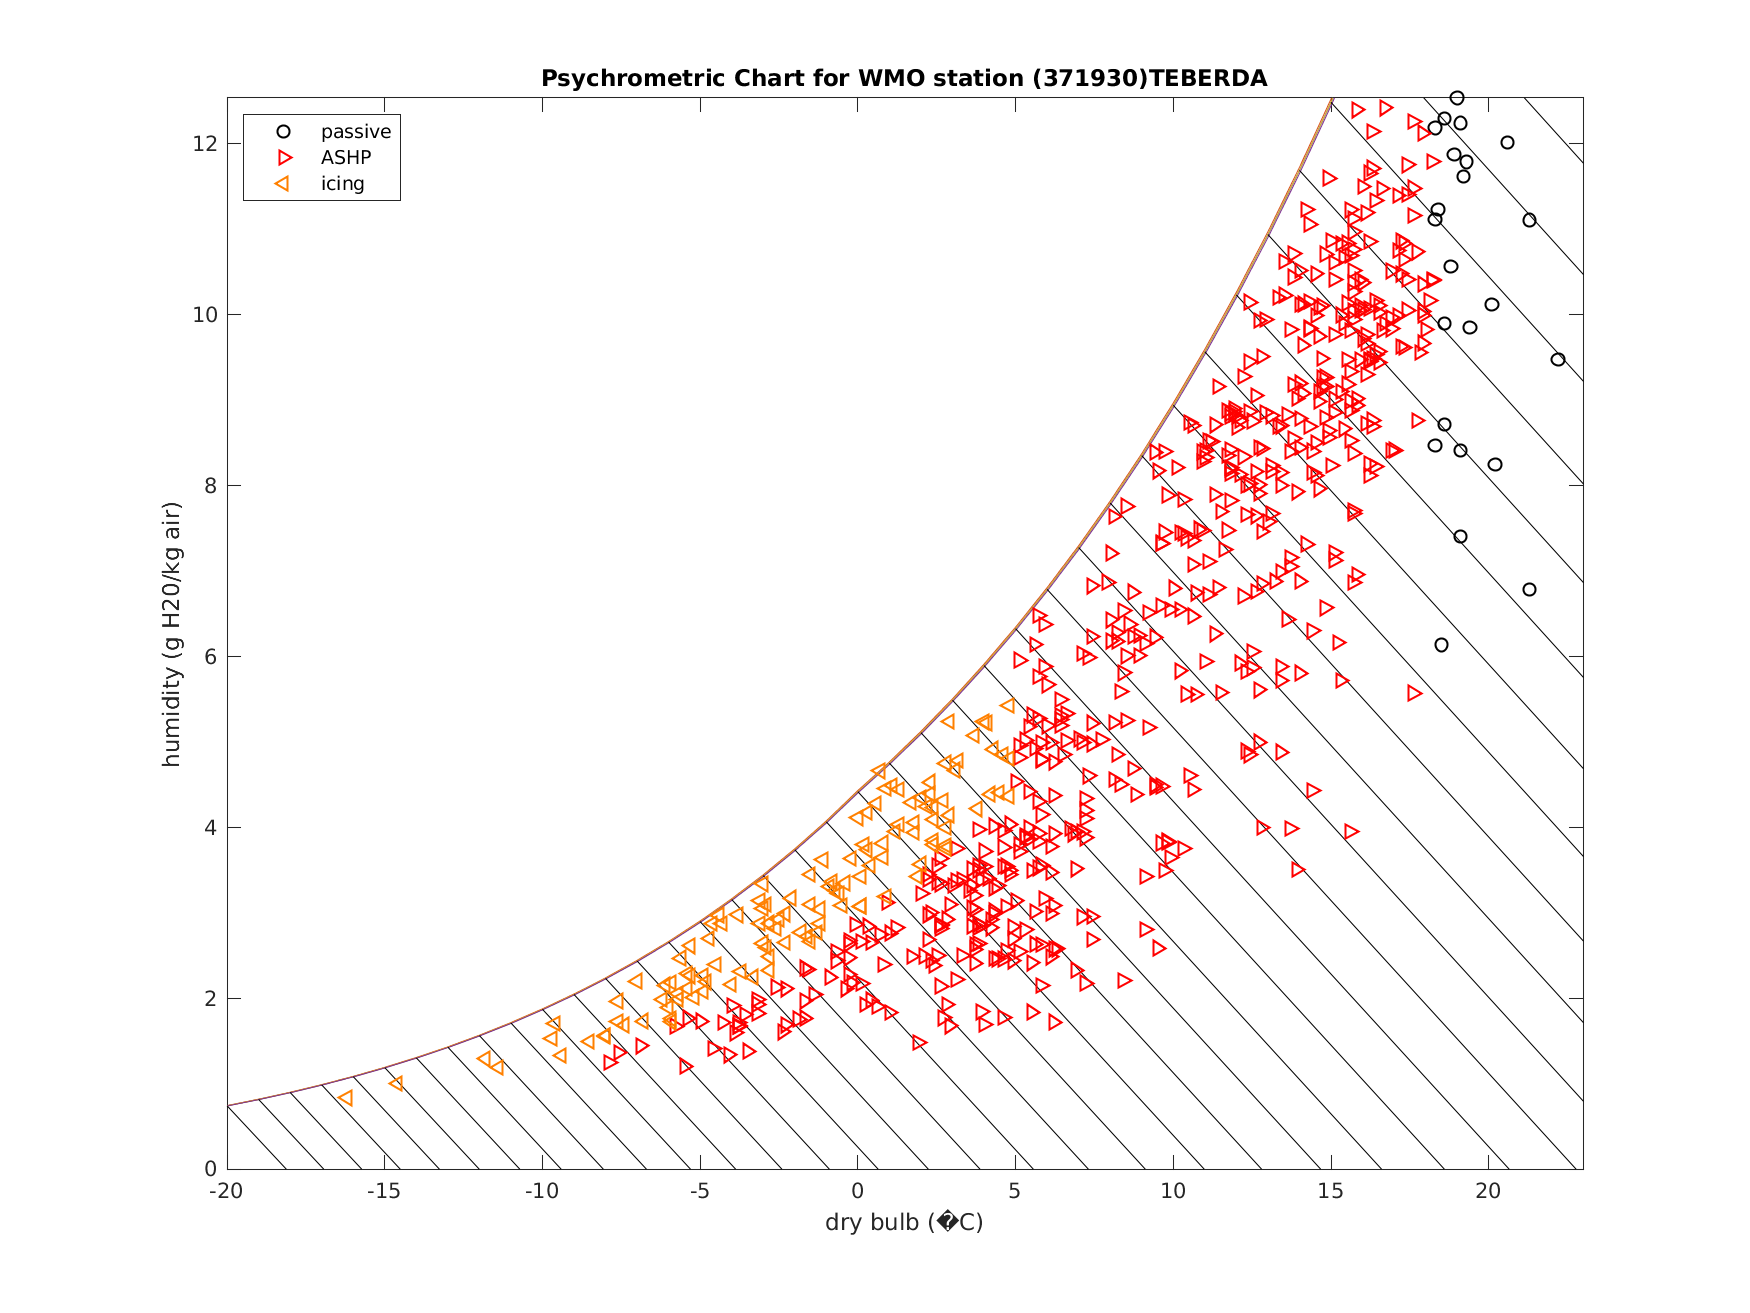 Psychrometric Chart for WMO station (371930)TEBERDA
passive
ASHP
icing
12
10
8
6
4
2
0
humidity (g H20/kg air)
-20 -15 -10 -5 0 5 10 15 20
dry bulb (�C)